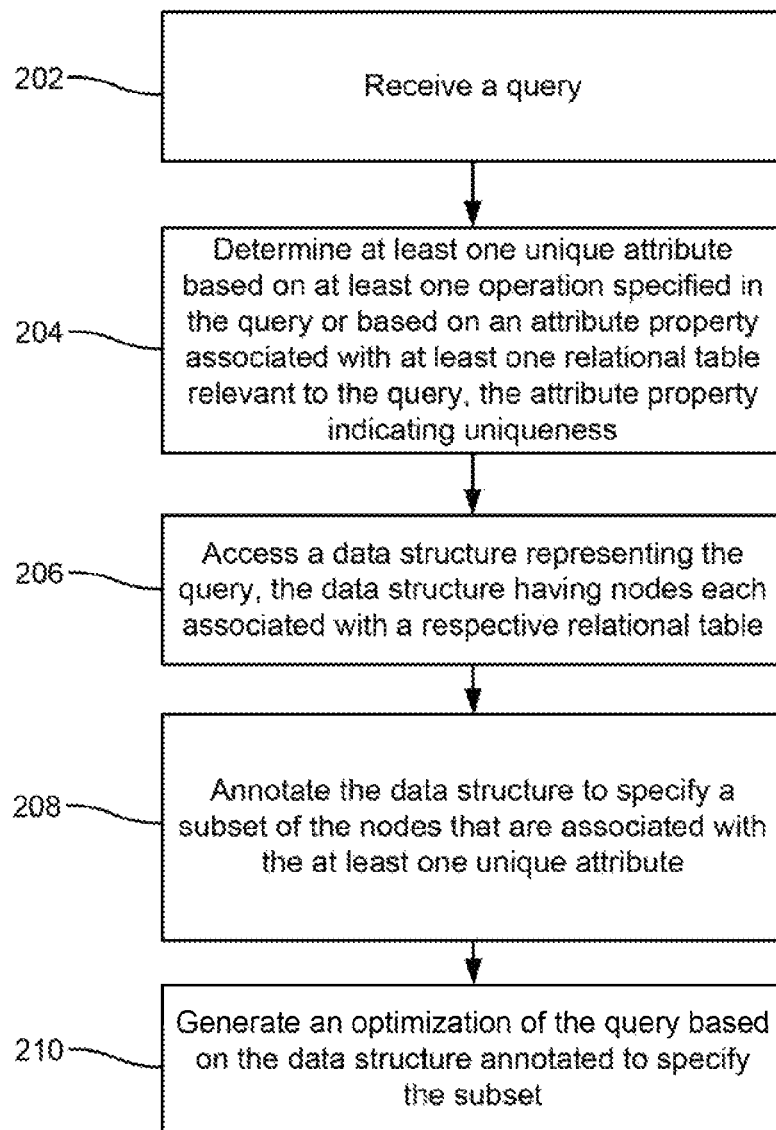 202
Receive a query
204
Determine at least one unique attribute
based on at least one operation specified in
the query or based on an attribute property
associated with at least one relational table
relevant to the query, the attribute property
indicating uniqueness
206
Access a data structure representing the
query, the data structure having nodes each
associated with a respective relational table
208
Annotate the data structure to specify a
subset of the nodes that are associated with
the at least one unique attribute
210
Generate an optimization of the query based
on the data structure annotated to specify
the subset